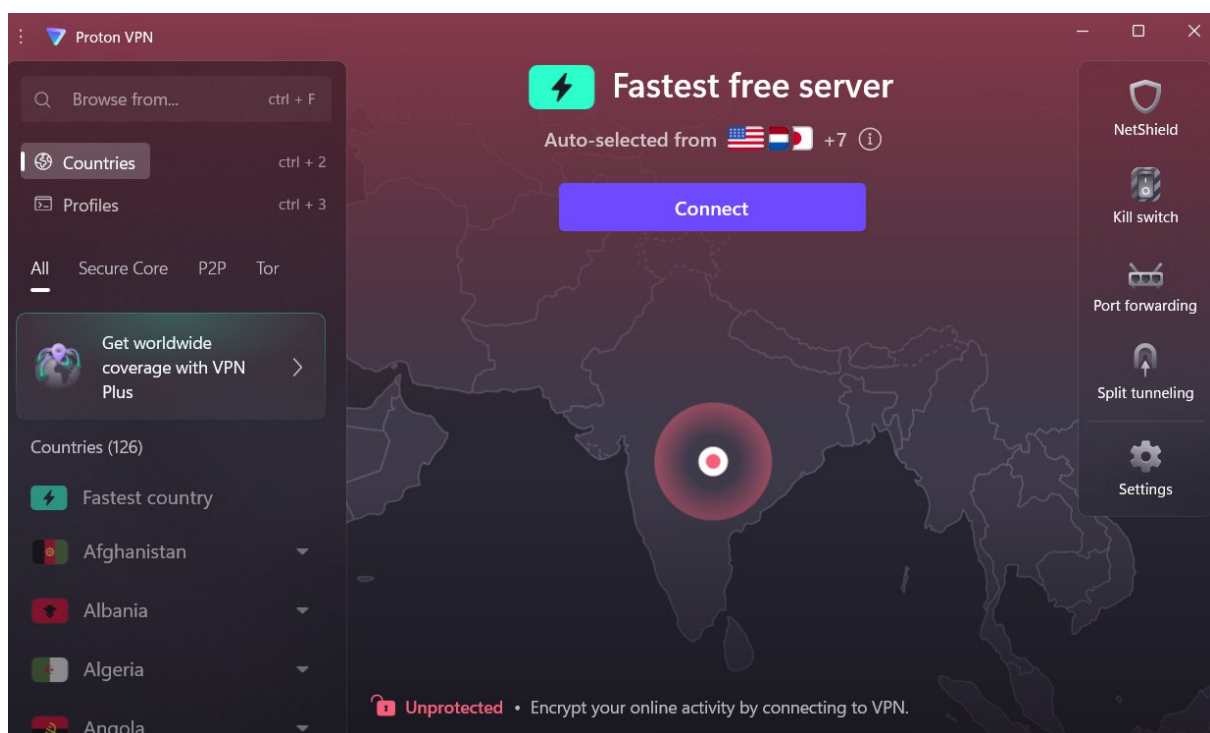 Proton VPN
Browse from... ctrl + F
Countries ctrl + 2
Profiles ctrl + 3
All Secure Core P2P Tor
Get worldwide
coverage with VPN
Plus
Countries (126)
Fastest country
Afghanistan
Albania
Algeria
Angola
Fastest free server
Auto-selected from +7
Connect
Unprotected • Encrypt your online activity by connecting to VPN.
NetShield
Kill switch
Port forwarding
Split tunneling
Settings